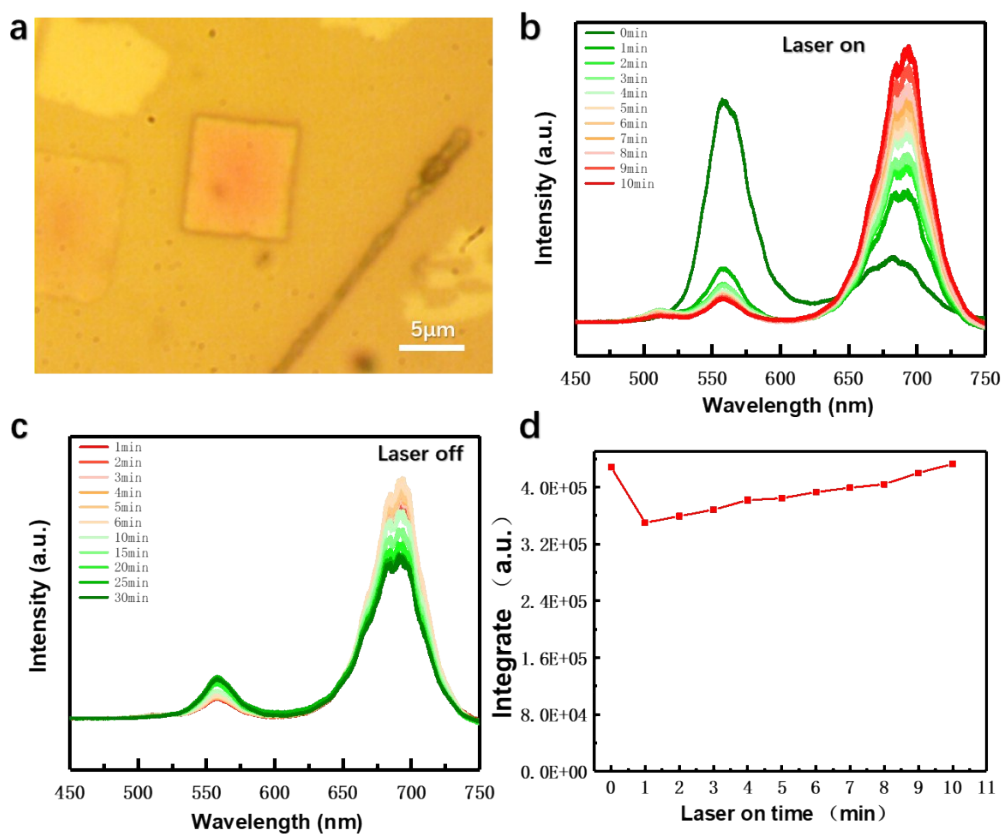 a
5μm
b
Laser on
0min
1min
2min
3min
4min
5min
6min
7min
8min
9min
10min
Intensity (a.u.)
450 500 550 600 650 700 750
Wavelength (nm)
c
Laser off
1min
2min
3min
4min
5min
6min
10min
15min
20min
25min
30min
Intensity (a.u.)
450 500 550 600 650 700 750
Wavelength (nm)
d
4.0E+05
3.2E+05
2.4E+05
1.6E+05
8.0E+04
0.0E+00
Integrate (a.u.)
0 1 2 3 4 5 6 7 8 9 10 11
Laser on time (min)